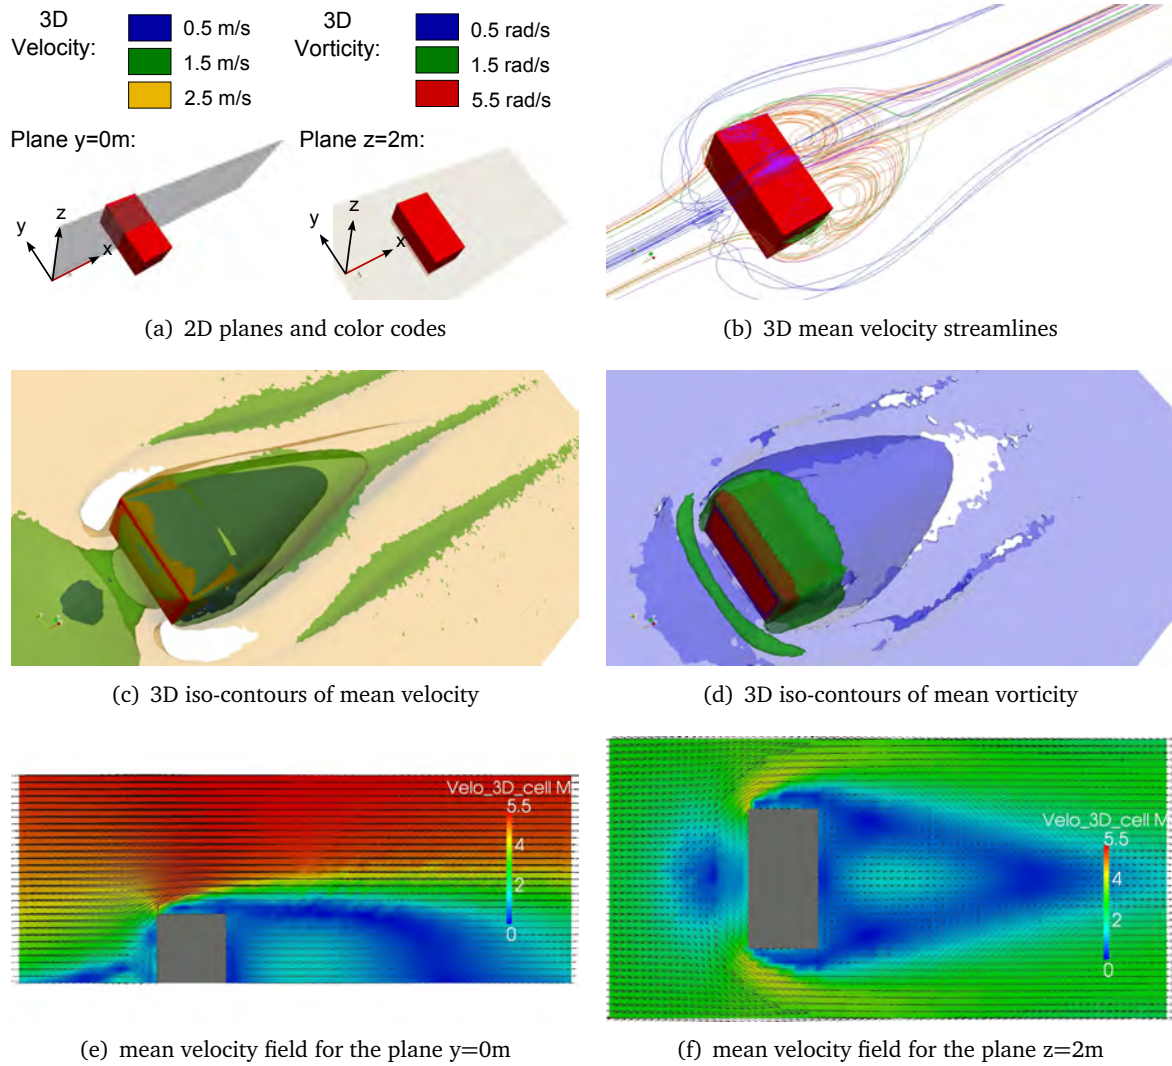 3D
Velocity:
0.5 m/s
1.5 m/s
2.5 m/s
3D
Vorticity:
0.5 rad/s
1.5 rad/s
5.5 rad/s
Plane y=0m:
Plane z=2m:
y
z
x
y
z
x
(a) 2D planes and color codes
(b) 3D mean velocity streamlines
(c) 3D iso-contours of mean velocity
(d) 3D iso-contours of mean vorticity
Velo_3D_cell M
5.5
4
2
0
Velo_3D_cell M
5.5
4
2
0
(e) mean velocity field for the plane y=0m
(f) mean velocity field for the plane z=2m